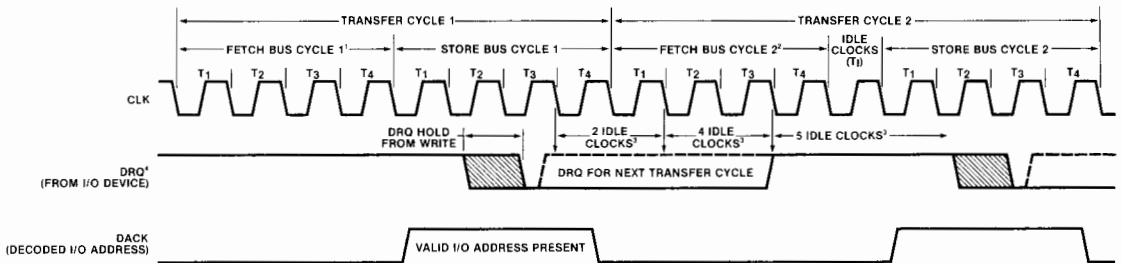 TRANSFER CYCLE 1
TRANSFER CYCLE 2
FETCH BUS CYCLE 1¹
STORE BUS CYCLE 1
FETCH BUS CYCLE 2²
IDLE
CLOCKS
(TI)
STORE BUS CYCLE 2
T1 T2 T3 T4 T1 T2 T3 T4 T1 T2 T3 T4 T1 T2 T3 T4
CLK
DRQ HOLD
FROM WRITE
2 IDLE
CLOCKS³
4 IDLE
CLOCKS³
5 IDLE CLOCKS³
DRQ⁴
(FROM I/O DEVICE)
DRQ FOR NEXT TRANSFER CYCLE
DACK
(DECODED I/O ADDRESS)
VALID I/O ADDRESS PRESENT